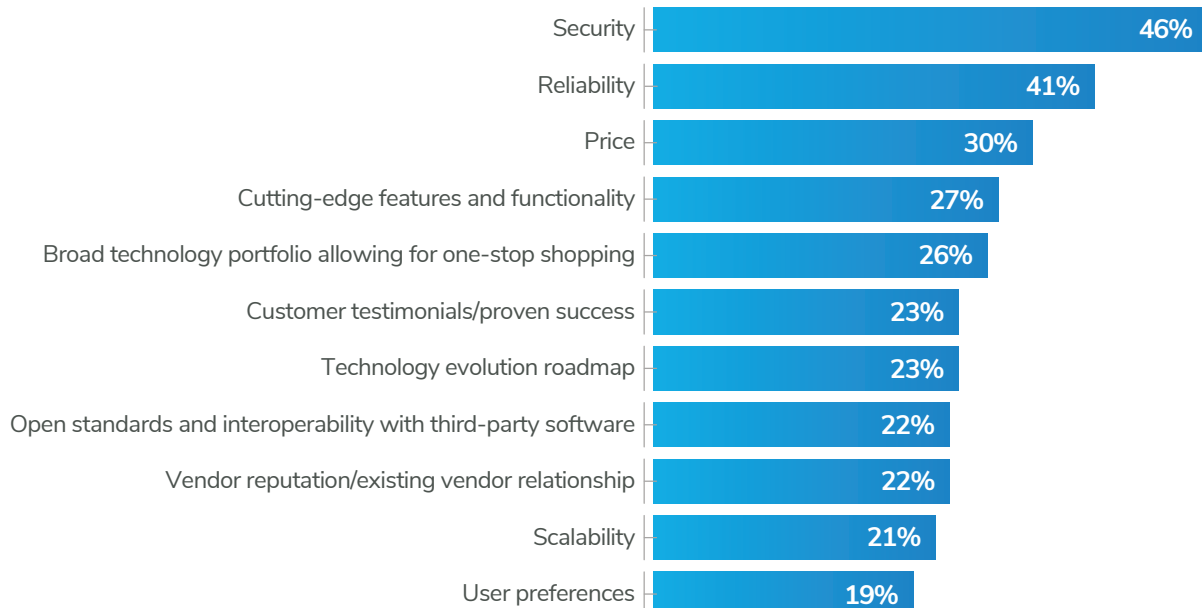 Security 46%
Reliability 41%
Price 30%
Cutting-edge features and functionality 27%
Broad technology portfolio allowing for one-stop shopping 26%
Customer testimonials/proven success 23%
Technology evolution roadmap 23%
Open standards and interoperability with third-party software 22%
Vendor reputation/existing vendor relationship 22%
Scalability 21%
User preferences 19%